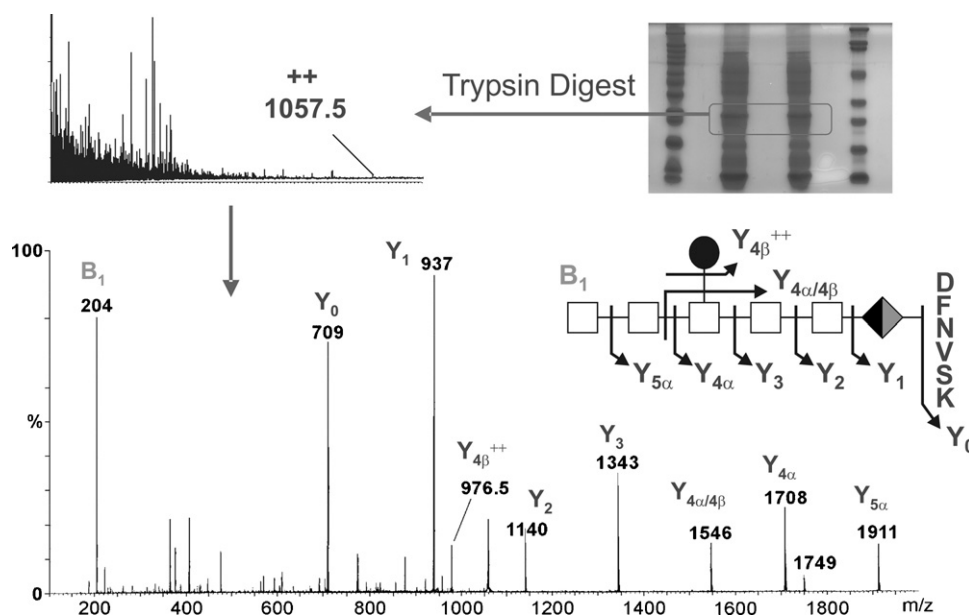 ++
1057.5
Trypsin Digest
100
%
0
B₁
204
Y₀
709
Y₁
937
Y₄β⁺⁺
976.5
Y₂
1140
Y₃
1343
Y₄α/₄β
1546
Y₄α
1708
1749
Y₅α
1911
200 400 600 800 1000 1200 1400 1600 1800 m/z
B₁
Y₄β⁺⁺
Y₄α/₄β
Y₅α
Y₄α
Y₃
Y₂
Y₁
D
F
N
V
S
K
Y₀